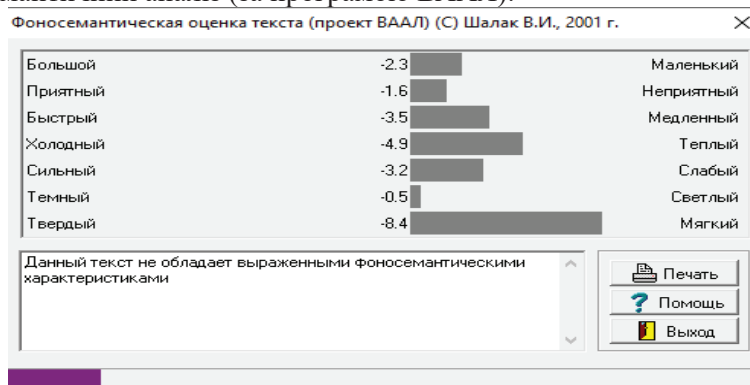 Фоносемантическая оценка текста (проект ВААЛ) (C) Шалак В.И., 2001 г.
Большой -2.3 Маленький
Приятный -1.6 Неприятный
Быстрый -3.5 Медленный
Холодный -4.9 Теплый
Сильный -3.2 Слабый
Темный -0.5 Светлый
Твердый -8.4 Мягкий
Данный текст не обладает выраженными фоносемантическими
характеристиками
Печать
Помощь
Выход